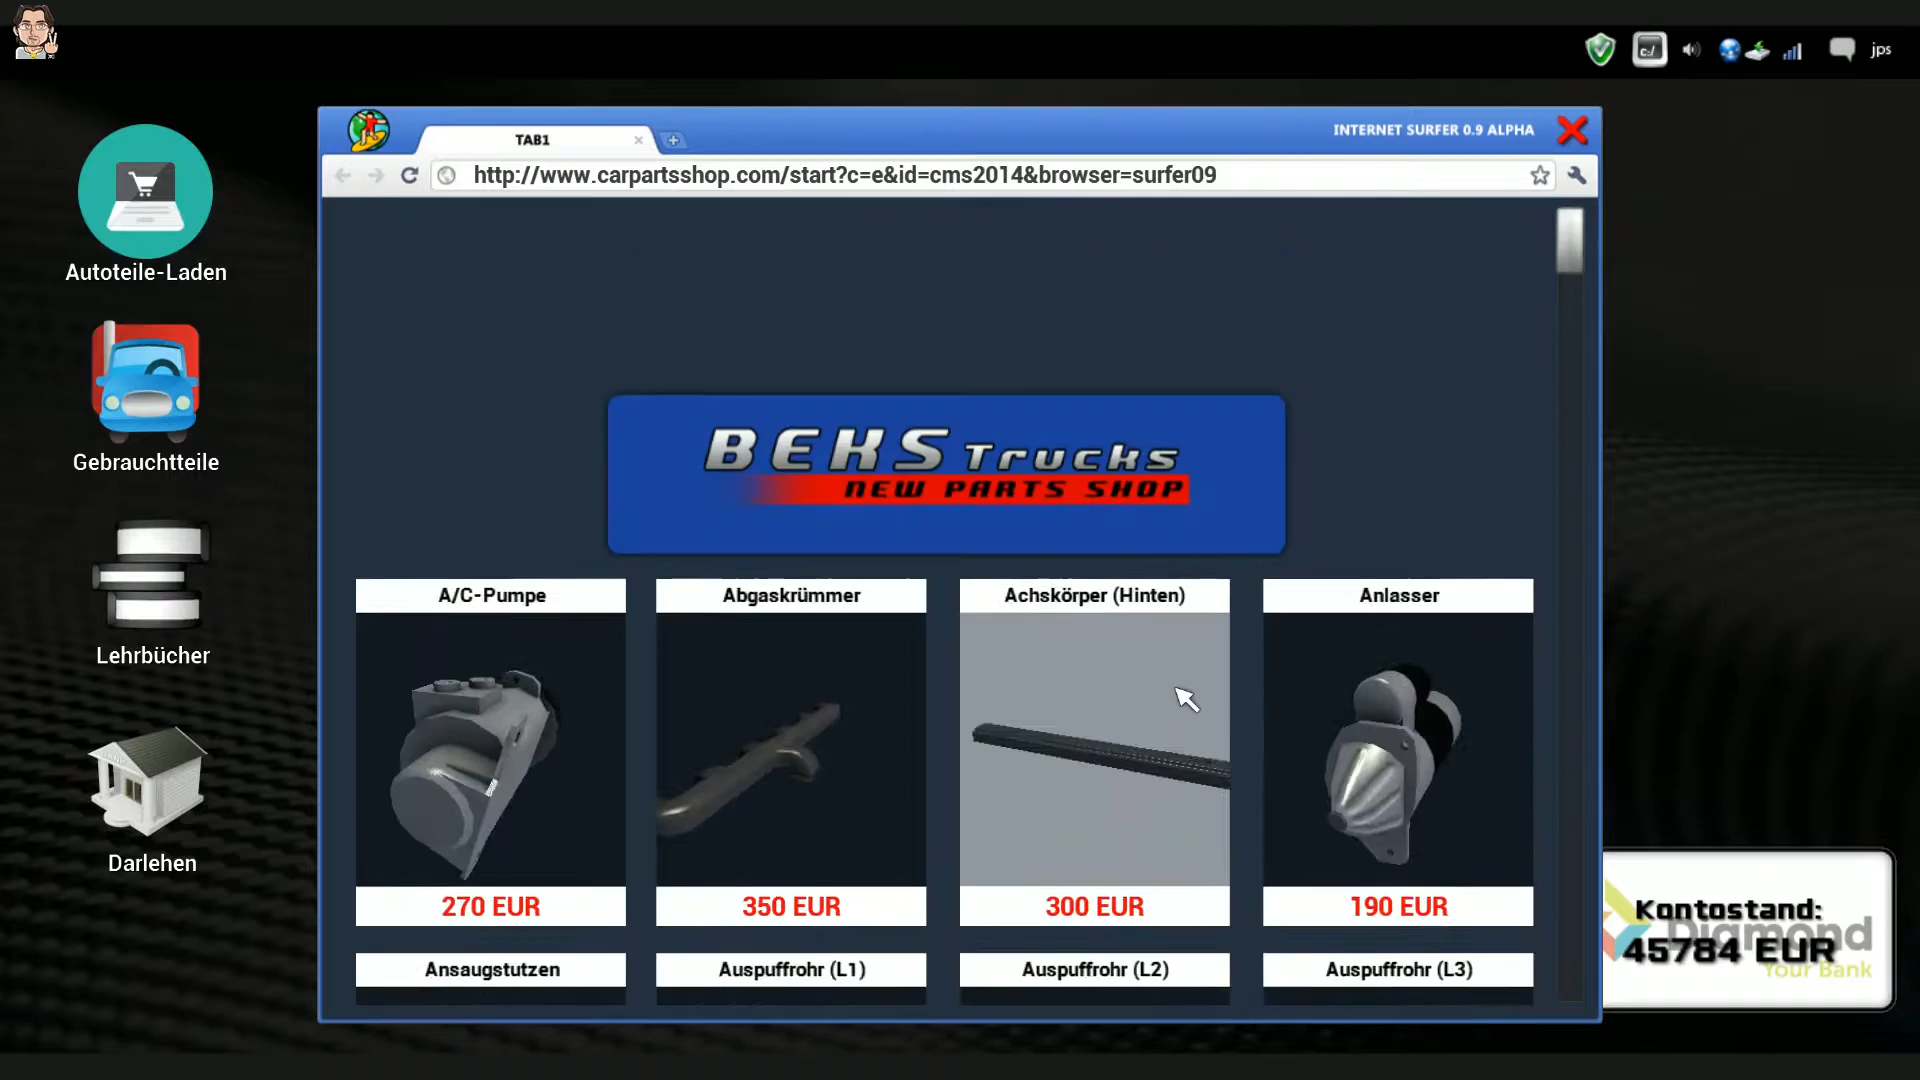 c:/
jps
TAB1
INTERNET SURFER 0.9 ALPHA
http://www.carpartsshop.com/start?c=e&id=cms2014&browser=surfer09
Autoteile-Laden
Gebrauchtteile
Lehrbücher
Darlehen
BEKS Trucks
NEW PARTS SHOP
A/C-Pumpe
Abgaskrümmer
Achskörper (Hinten)
Anlasser
270 EUR
350 EUR
300 EUR
190 EUR
Ansaugstutzen
Auspuffrohr (L1)
Auspuffrohr (L2)
Auspuffrohr (L3)
Kontostand:
Diamond
45784 EUR
Your Bank